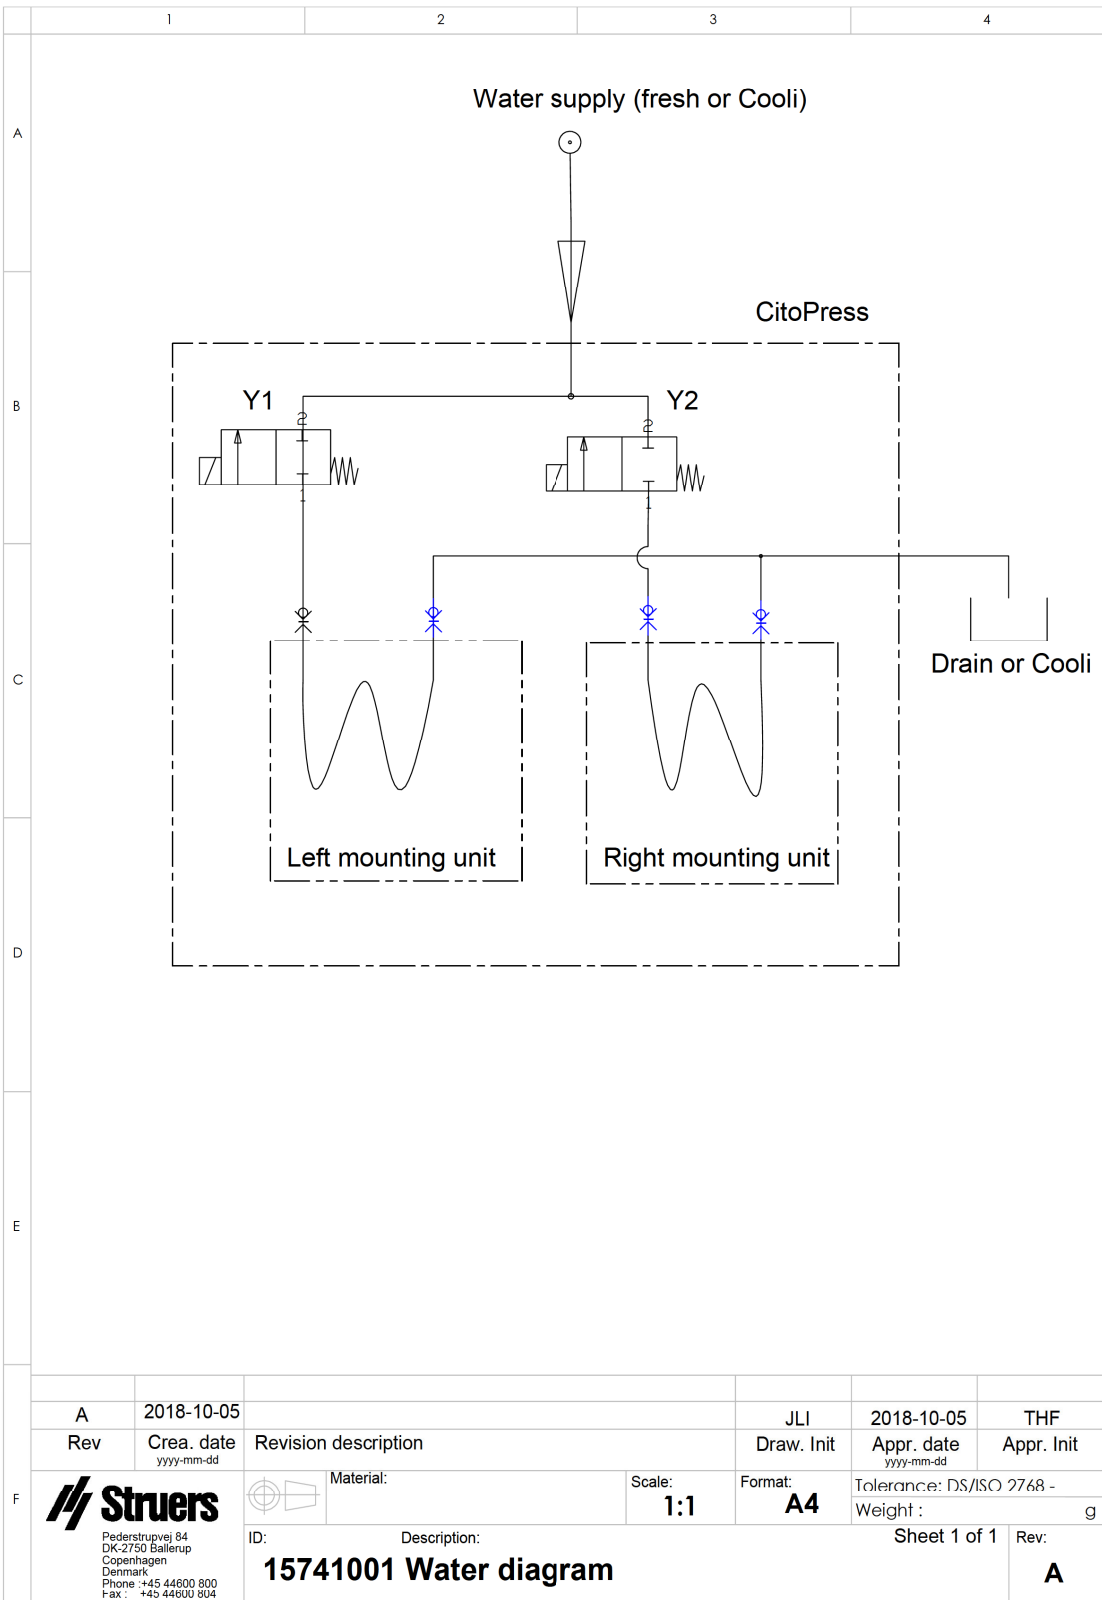 1 2 3 4
Water supply (fresh or Cooli)
A
CitoPress
B
Y1
Y2
2
2
1
1
C
Drain or Cooli
Left mounting unit
Right mounting unit
D
E
A 2018-10-05 JLI 2018-10-05 THF
Rev Crea. date Revision description Draw. Init Appr. date Appr. Init
yyyy-mm-dd yyyy-mm-dd
F
Struers
Material:
Scale:
1:1
Format:
A4
Tolerance: DS/ISO 2768 -
Weight : g
Pederstrupvej 84
DK-2750 Ballerup
Copenhagen
Denmark
Phone :+45 44600 800
Fax : +45 44600 804
ID: Description:
15741001 Water diagram
Sheet 1 of 1
Rev:
A